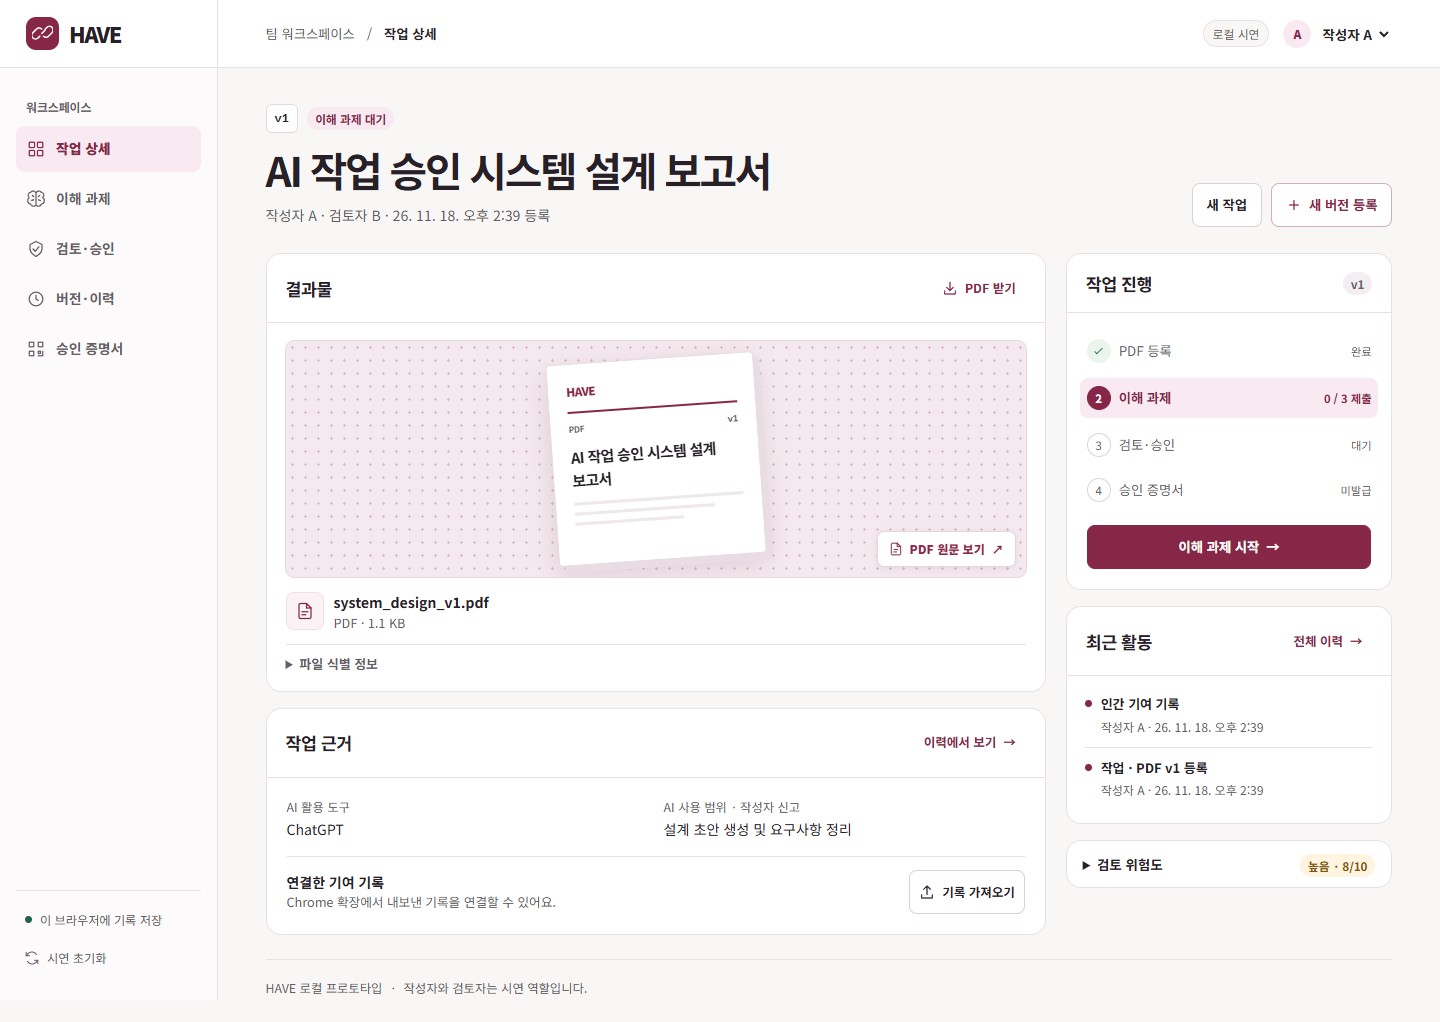 HAVE
팀 워크스페이스 / 작업 상세
로컬 시연
A
작성자 A
워크스페이스
작업 상세
이해 과제
검토·승인
버전·이력
승인 증명서
이 브라우저에 기록 저장
시연 초기화
v1
이해 과제 대기
AI 작업 승인 시스템 설계 보고서
작성자 A · 검토자 B · 26. 11. 18. 오후 2:39 등록
새 작업
+ 새 버전 등록
결과물
PDF 받기
HAVE
PDF
v1
AI 작업 승인 시스템 설계
보고서
PDF 원문 보기 ↗
system_design_v1.pdf
PDF · 1.1 KB
▶ 파일 식별 정보
작업 근거
이력에서 보기 →
AI 활용 도구
ChatGPT
AI 사용 범위 · 작성자 신고
설계 초안 생성 및 요구사항 정리
연결한 기여 기록
Chrome 확장에서 내보낸 기록을 연결할 수 있어요.
기록 가져오기
작업 진행
v1
PDF 등록
완료
2
이해 과제
0 / 3 제출
3
검토·승인
대기
4
승인 증명서
미발급
이해 과제 시작 →
최근 활동
전체 이력 →
인간 기여 기록
작성자 A · 26. 11. 18. 오후 2:39
작업 · PDF v1 등록
작성자 A · 26. 11. 18. 오후 2:39
▶ 검토 위험도
높음 · 8/10
HAVE 로컬 프로토타입 · 작성자와 검토자는 시연 역할입니다.